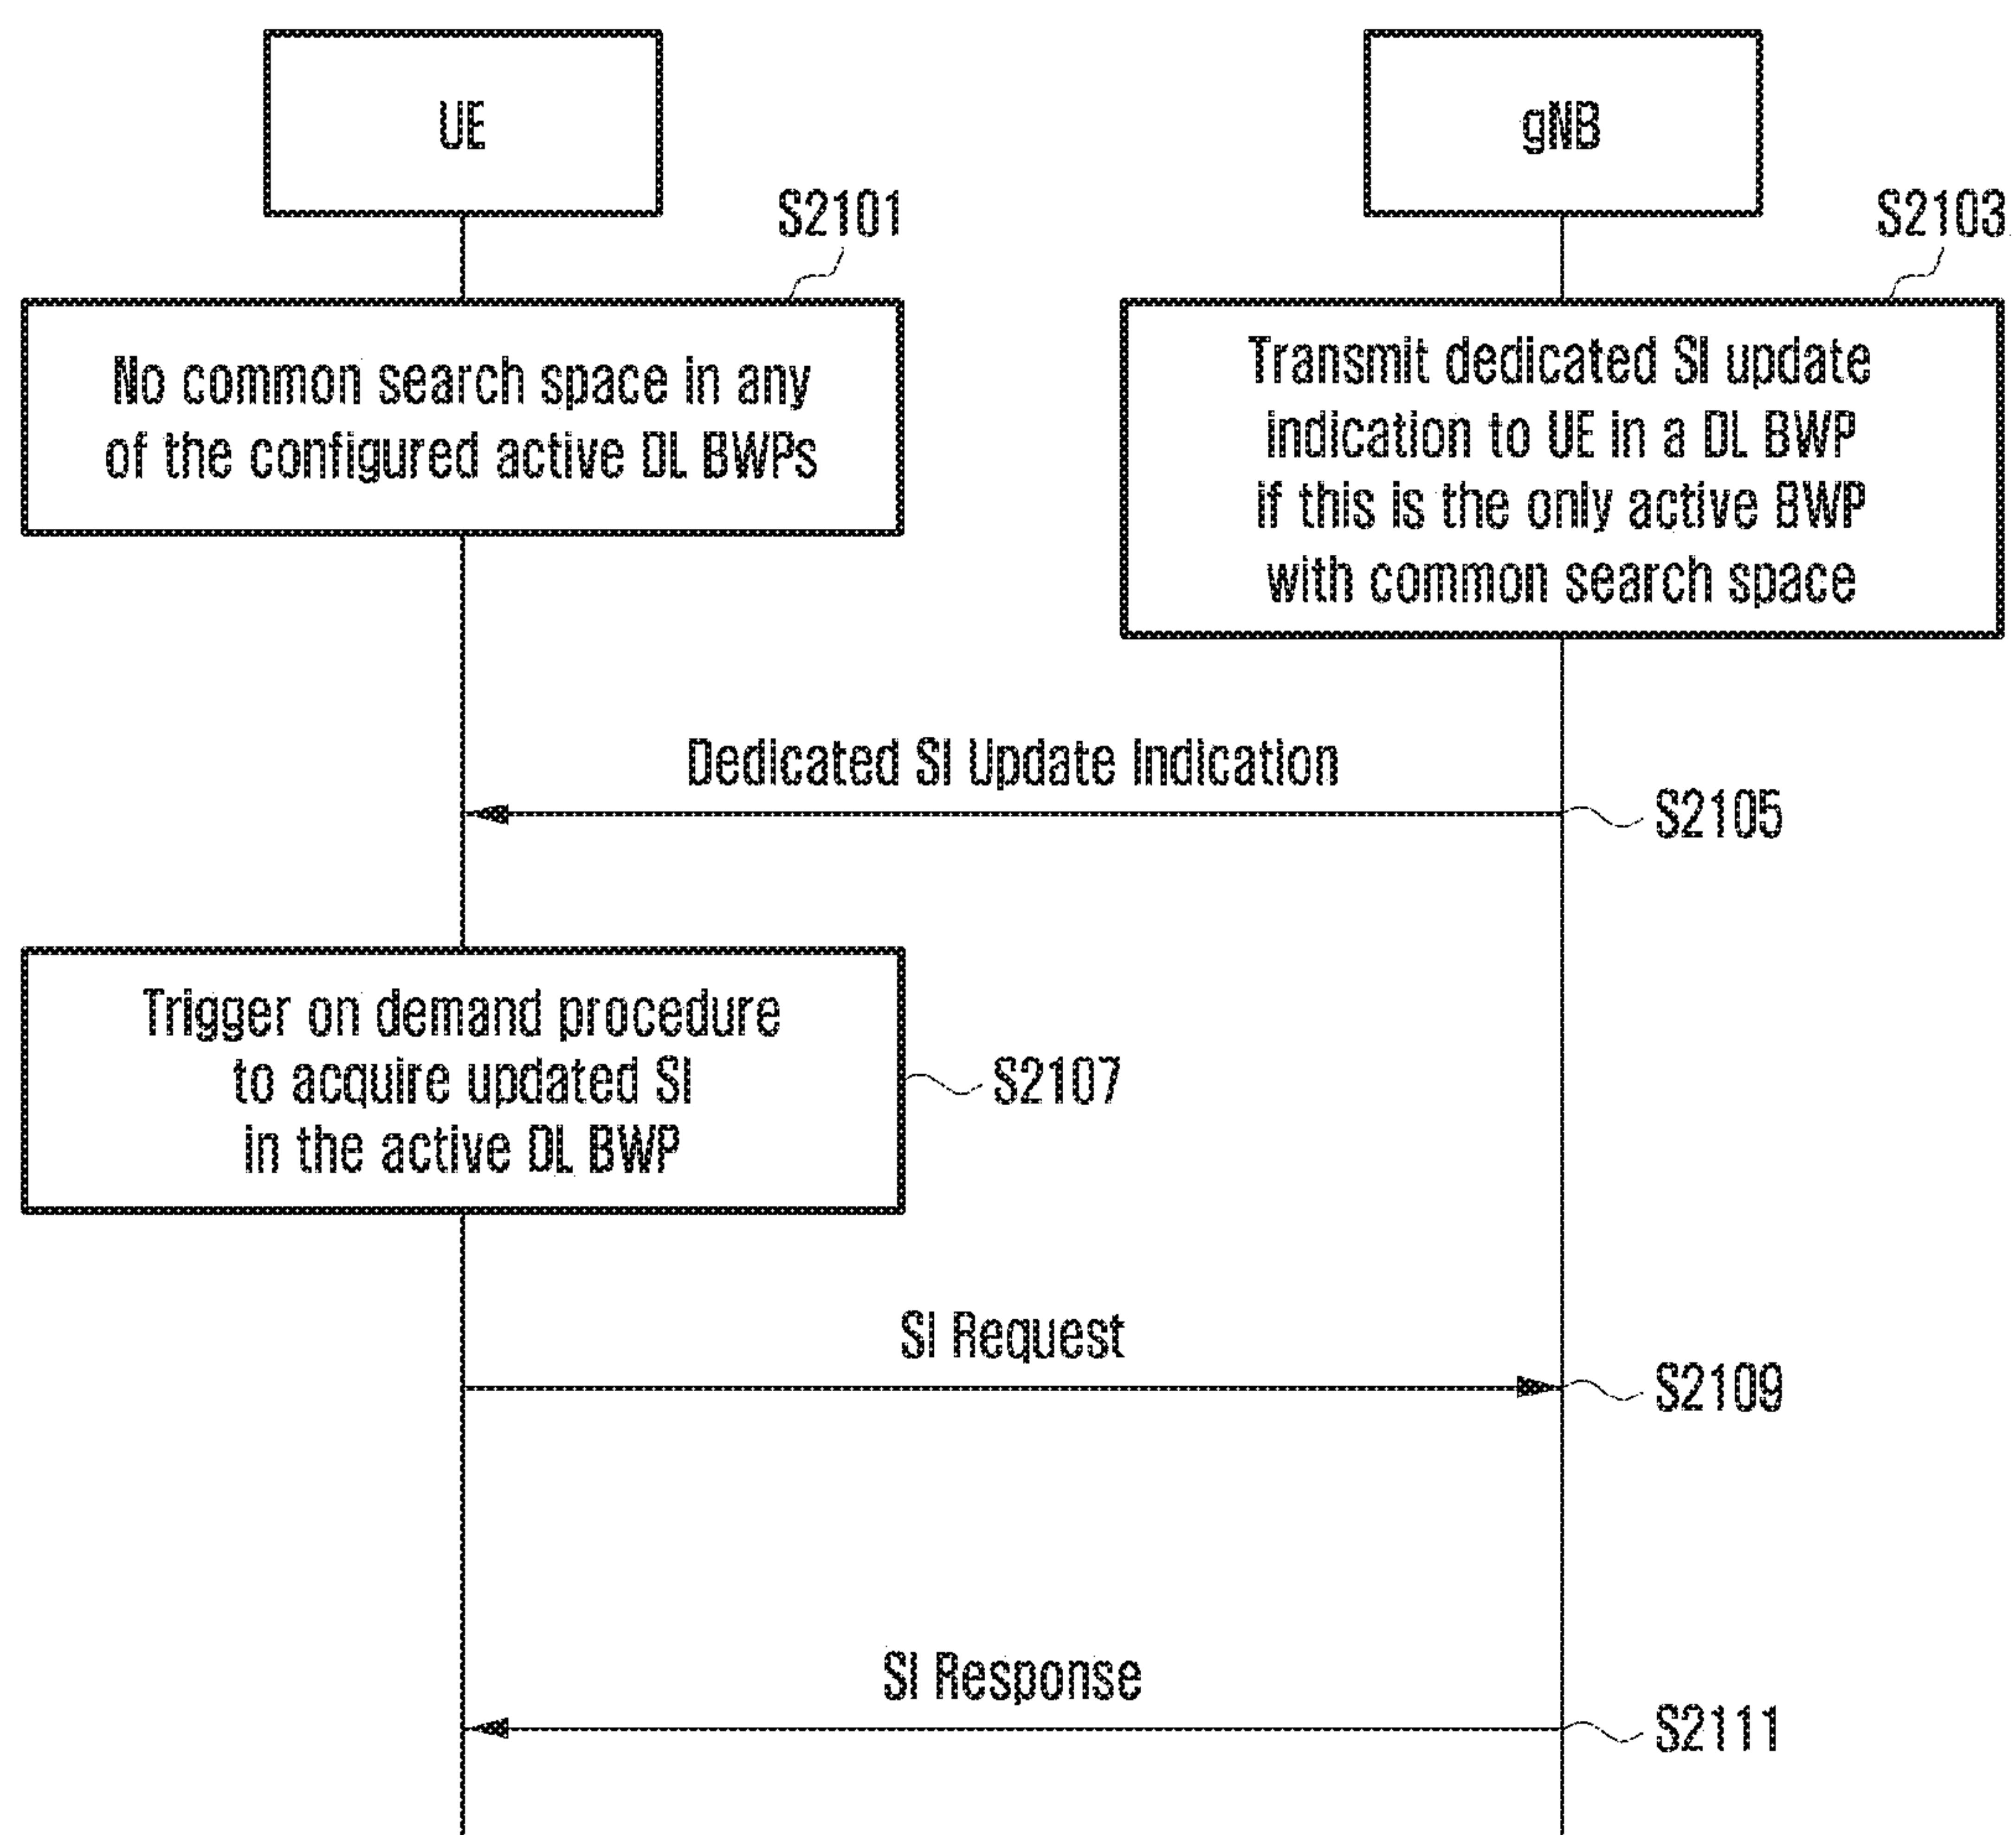 UE
gNB
S2101
S2103
No common search space in any
of the configured active DL BWPs
Transmit dedicated SI update
indication to UE in a DL BWP
if this is the only active BWP
with common search space
Dedicated SI Update Indication
S2105
Trigger on demand procedure
to acquire updated SI
in the active DL BWP
S2107
SI Request
S2109
SI Response
S2111